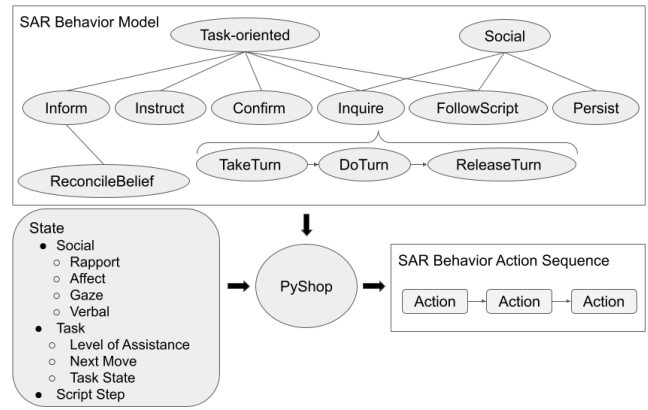 SAR Behavior Model
Task-oriented
Social
Inform
Instruct
Confirm
Inquire
FollowScript
Persist
TakeTurn
DoTurn
ReleaseTurn
ReconcileBelief
State
● Social
○ Rapport
○ Affect
○ Gaze
○ Verbal
● Task
○ Level of Assistance
○ Next Move
○ Task State
● Script Step
PyShop
SAR Behavior Action Sequence
Action
Action
Action